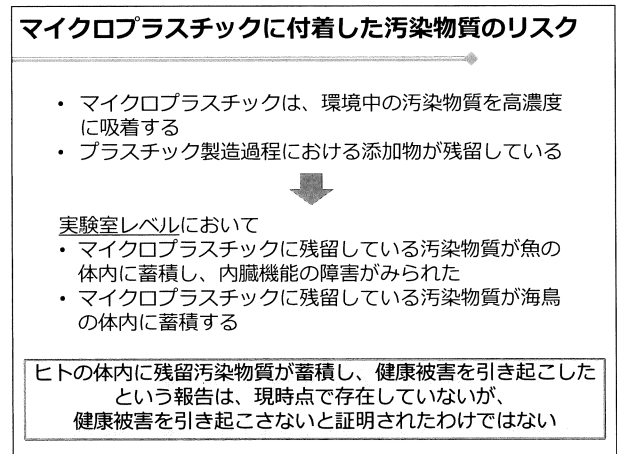 マイクロプラスチックに付着した汚染物質のリスク
・ マイクロプラスチックは、環境中の汚染物質を高濃度
に吸着する
・ プラスチック製造過程における添加物が残留している
実験室レベルにおいて
・ マイクロプラスチックに残留している汚染物質が魚の
体内に蓄積し、内臓機能の障害がみられた
・ マイクロプラスチックに残留している汚染物質が海鳥
の体内に蓄積する
ヒトの体内に残留汚染物質が蓄積し、健康被害を引き起こした
という報告は、現時点で存在していないが、
健康被害を引き起こさないと証明されたわけではない